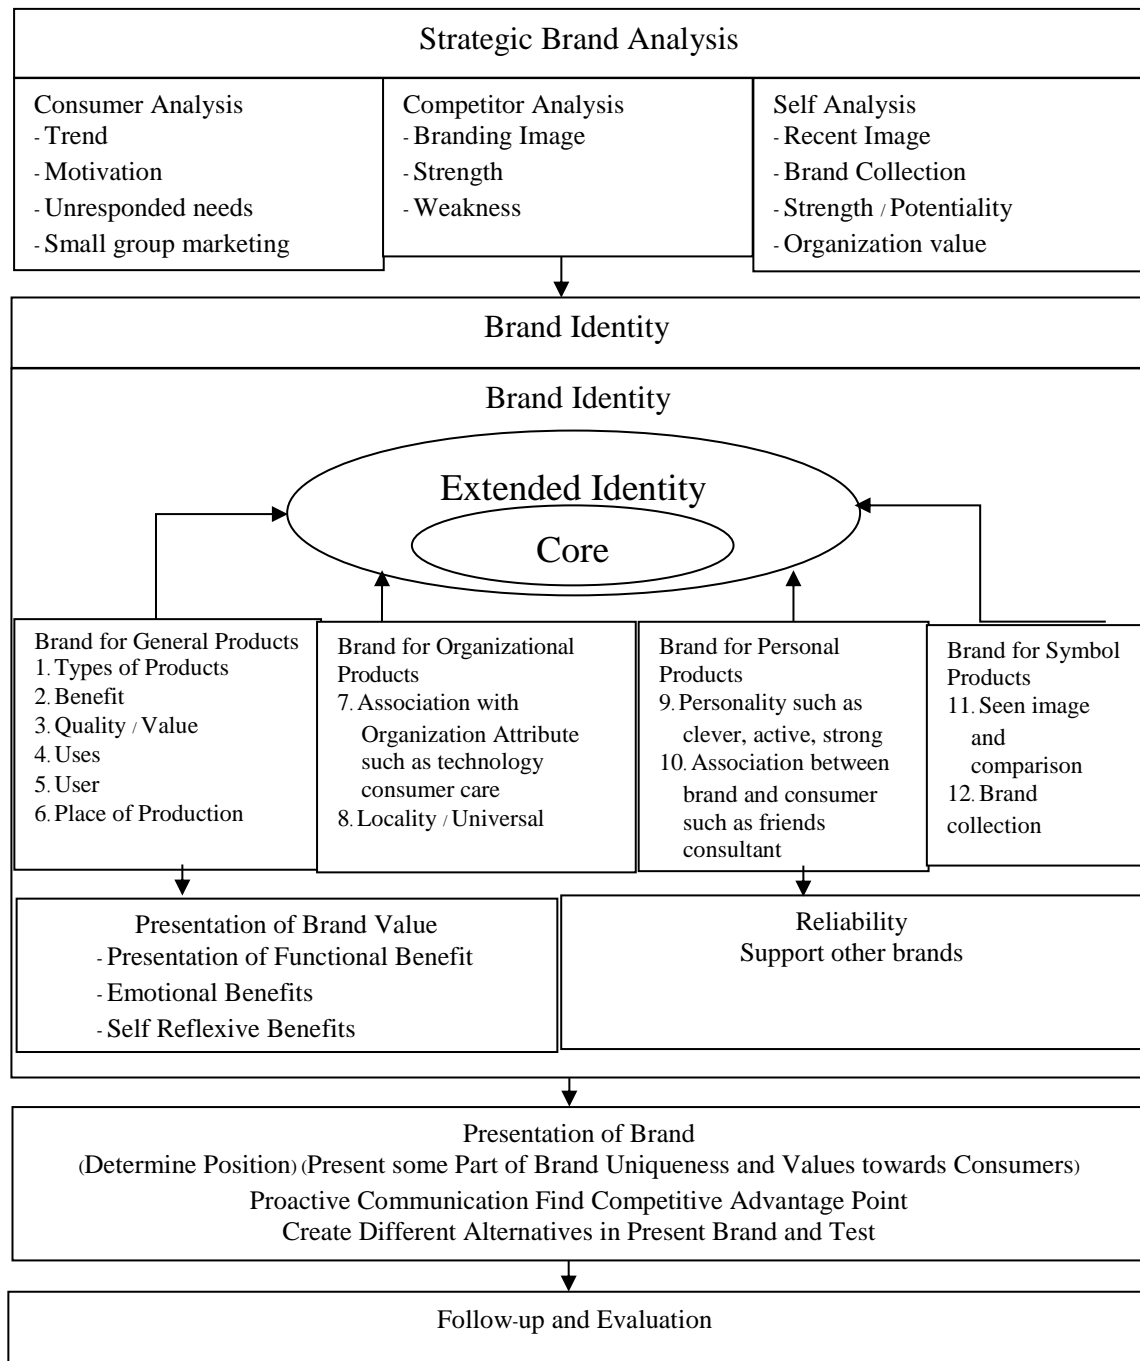 Strategic Brand Analysis
Consumer Analysis
- Trend
- Motivation
- Unresponded needs
- Small group marketing
Competitor Analysis
- Branding Image
- Strength
- Weakness
Self Analysis
- Recent Image
- Brand Collection
- Strength / Potentiality
- Organization value
Brand Identity
Brand Identity
Extended Identity
Core
Brand for General Products
1. Types of Products
2. Benefit
3. Quality / Value
4. Uses
5. User
6. Place of Production
Brand for Organizational
Products
7. Association with
Organization Attribute
such as technology
consumer care
8. Locality / Universal
Brand for Personal
Products
9. Personality such as
clever, active, strong
10. Association between
brand and consumer
such as friends
consultant
Brand for Symbol
Products
11. Seen image
and
comparison
12. Brand
collection
Presentation of Brand Value
- Presentation of Functional Benefit
- Emotional Benefits
- Self Reflexive Benefits
Reliability
Support other brands
Presentation of Brand
(Determine Position) (Present some Part of Brand Uniqueness and Values towards Consumers)
Proactive Communication Find Competitive Advantage Point
Create Different Alternatives in Present Brand and Test
Follow-up and Evaluation